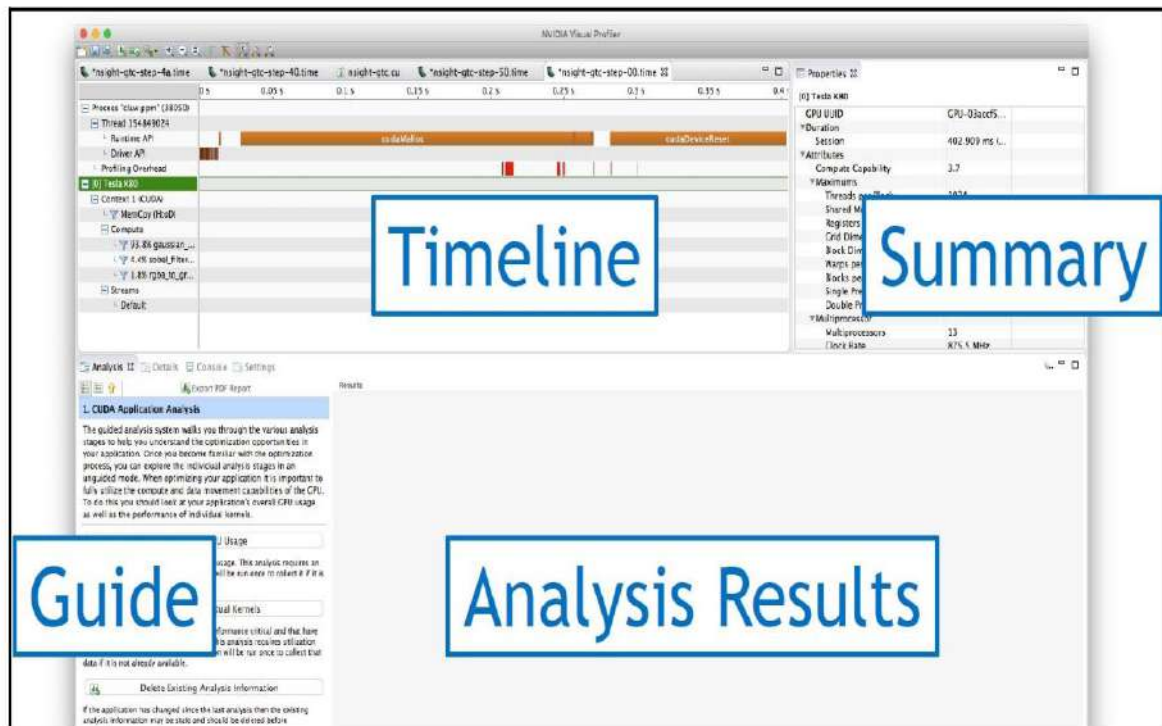 NVIDIA Visual Profiler
*nsight-gtc-step-4a.time
*nsight-gtc-step-40.time
nsight-gtc.cu
*nsight-gtc-step-50.time
*nsight-gtc-step-00.time
0 s 0.05 s 0.1 s 0.15 s 0.2 s 0.25 s 0.3 s 0.35 s 0.4
Process "claw.ppm" (38050)
Thread 154849024
Runtime API
cudaMalloc
cudaDeviceReset
Driver API
Profiling Overhead
[0] Tesla K80
Context 1 (CUDA)
MemCpy (HtoD)
Compute
93.8% gaussian_...
4.4% sobel_filter...
1.8% rgba_to_gr...
Streams
Default
Timeline
Properties
[0] Tesla K80
GPU UUID GPU-03accf5...
Duration
Session 402.909 ms (...
Attributes
Compute Capability 3.7
Maximums
Threads per Block 1024
Shared M
Registers
Grid Dime
Block Dim
Warps pe
Blocks pe
Single Pre
Double Pr
Multiprocessor
Multiprocessors 13
Clock Rate 875.5 MHz
Summary
Analysis Details Console Settings
Export PDF Report
Results
1. CUDA Application Analysis
The guided analysis system walks you through the various analysis
stages to help you understand the optimization opportunities in
your application. Once you become familiar with the optimization
process, you can explore the individual analysis stages in an
unguided mode. When optimizing your application it is important to
fully utilize the compute and data movement capabilities of the GPU.
To do this you should look at your application's overall GPU usage
as well as the performance of individual kernels.
U Usage
usage. This analysis requires an
will be run once to collect it if it is
Guide
Analysis Results
dual Kernels
rformance critical and that have
his analysis requires utilization
on will be run once to collect that
data if it is not already available.
Delete Existing Analysis Information
If the application has changed since the last analysis then the existing
analysis information may be stale and should be deleted before